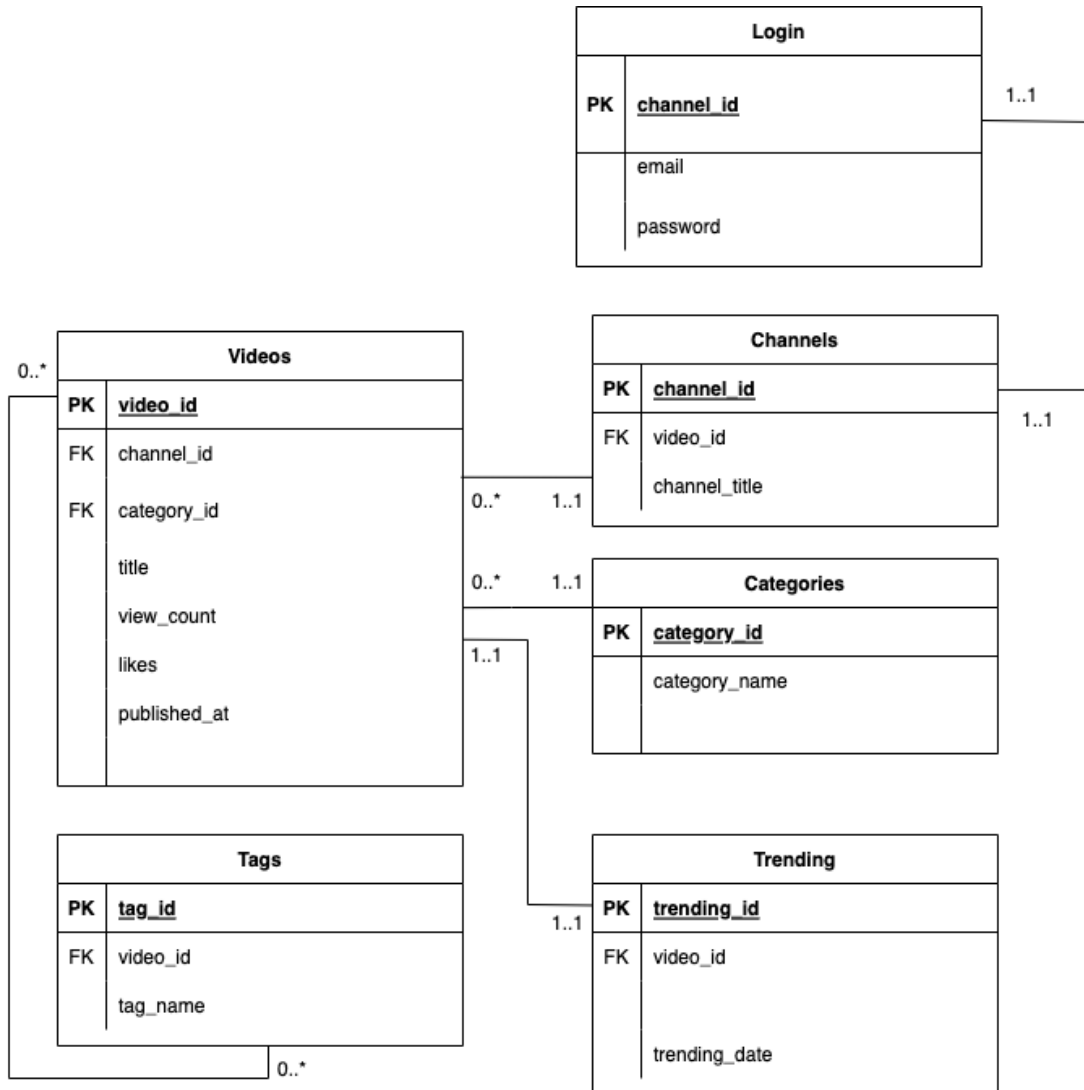 Login
PK channel_id
1..1
email
password
Videos
0..*
PK video_id
FK channel_id
FK category_id
title
view_count
likes
published_at
Channels
PK channel_id
1..1
FK video_id
channel_title
0..* 1..1
0..* 1..1
Categories
PK category_id
category_name
1..1
Tags
PK tag_id
FK video_id
tag_name
0..*
Trending
PK trending_id
1..1
FK video_id
trending_date